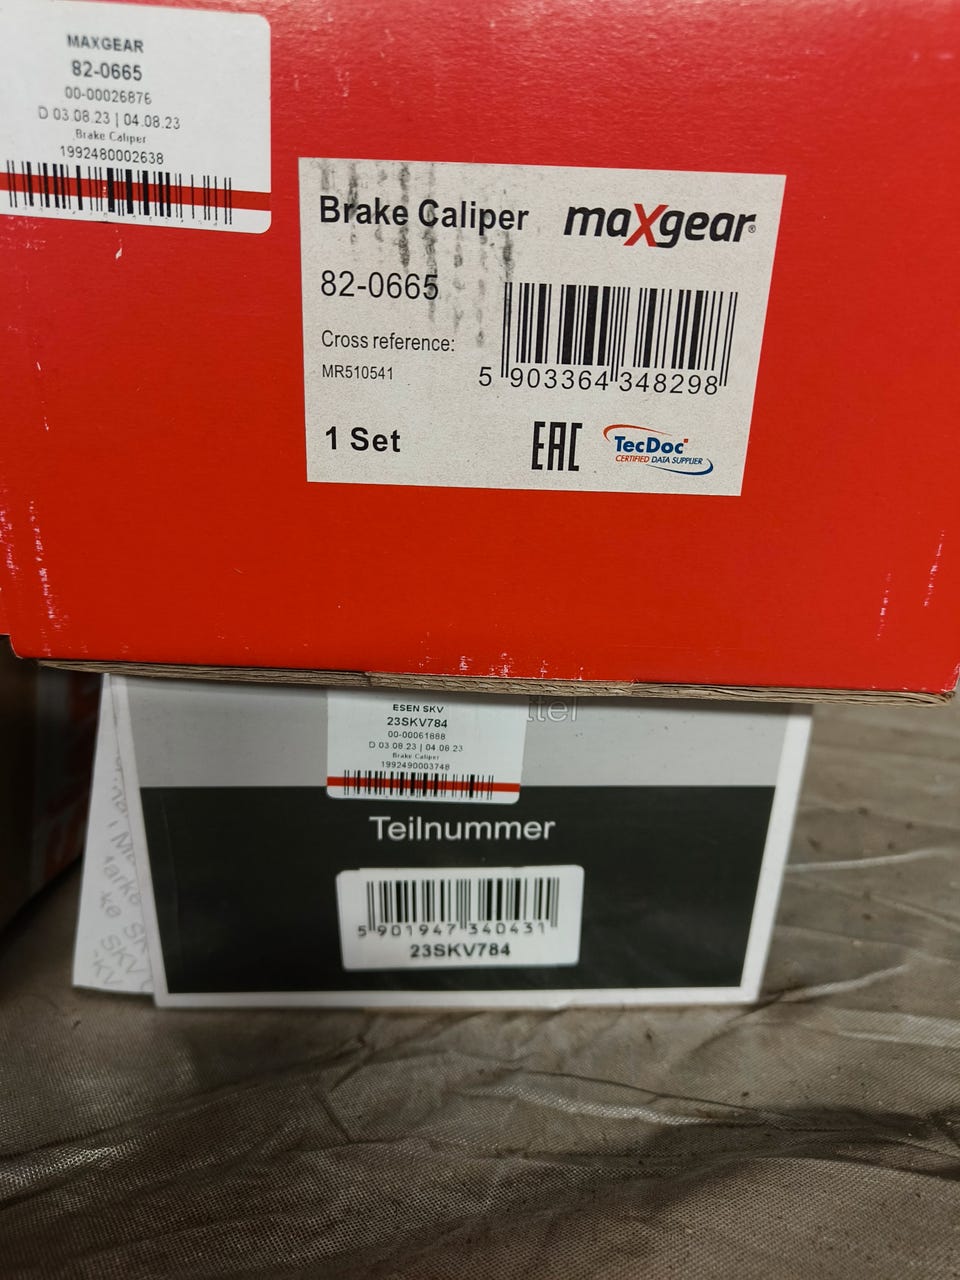 MAXGEAR
82-0665
00-00026876
D 03.08.23 | 04.08.23
Brake Caliper
1992480002638
Brake Caliper
maxgear®
82-0665
Cross reference:
MR510541
5 903364 348298
1 Set
EAC
TecDoc
CERTIFIED DATA SUPPLIER
ESEN SKV
23SKV784
00-00061888
D 03.08.23 | 04.08.23
Brake Caliper
1992490003748
Teilnummer
5 901947 340431
23SKV784